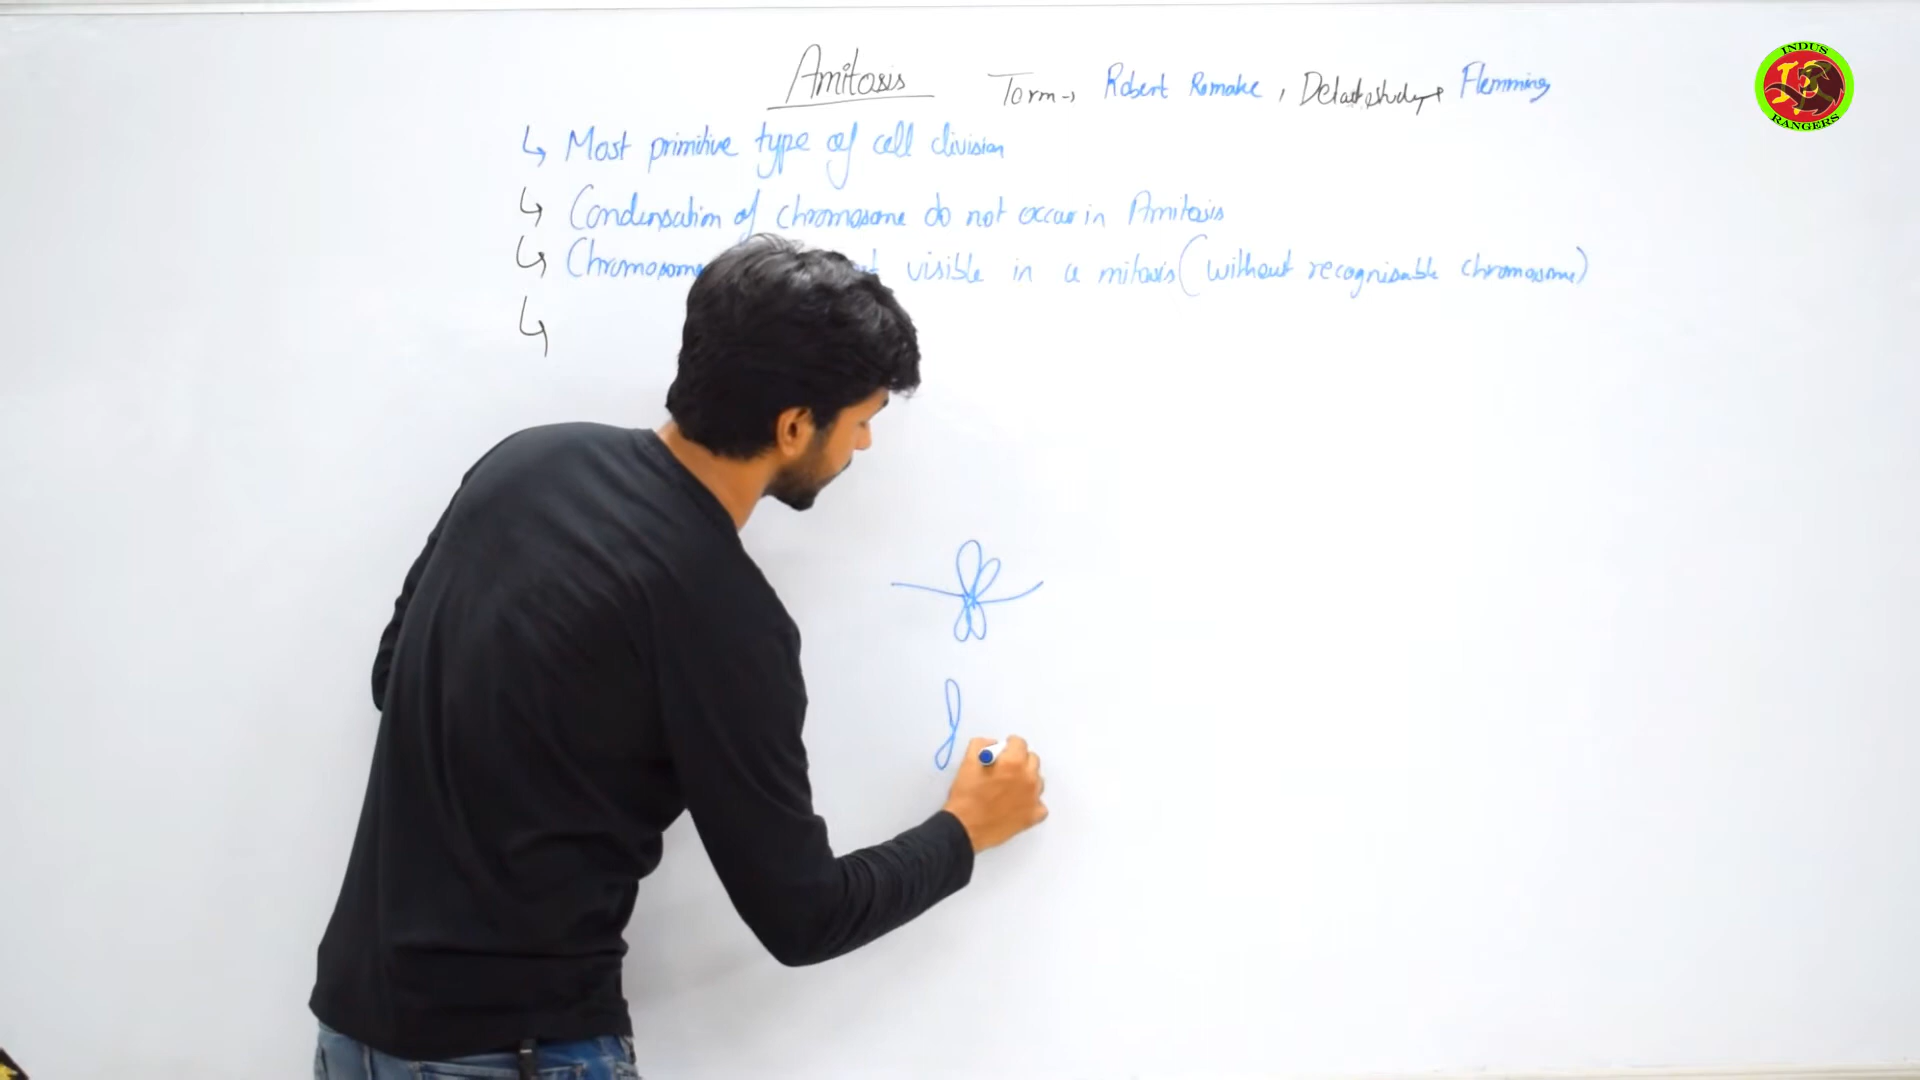 Amitosis Term → Robert Remake, Flemming
↳ Most primitive type of cell division
↳ Condensation of chromosome do not occur in Amitosis
↳ Chromosome visible in a mitosis (without recognisable chromosome)
↳
INDUS
IR
RANGERS